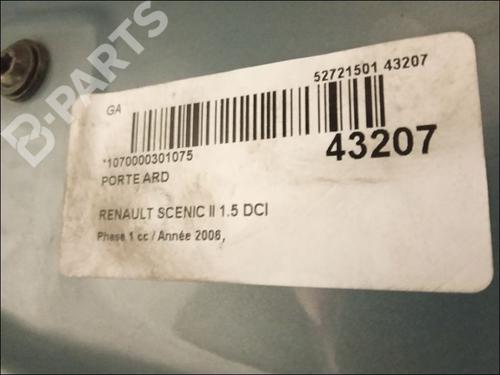 B-PARTS
GA
52721501 43207
*1070000301075
43207
PORTE ARD
RENAULT SCENIC II 1.5 DCI
Phase 1 cc / Année 2006,